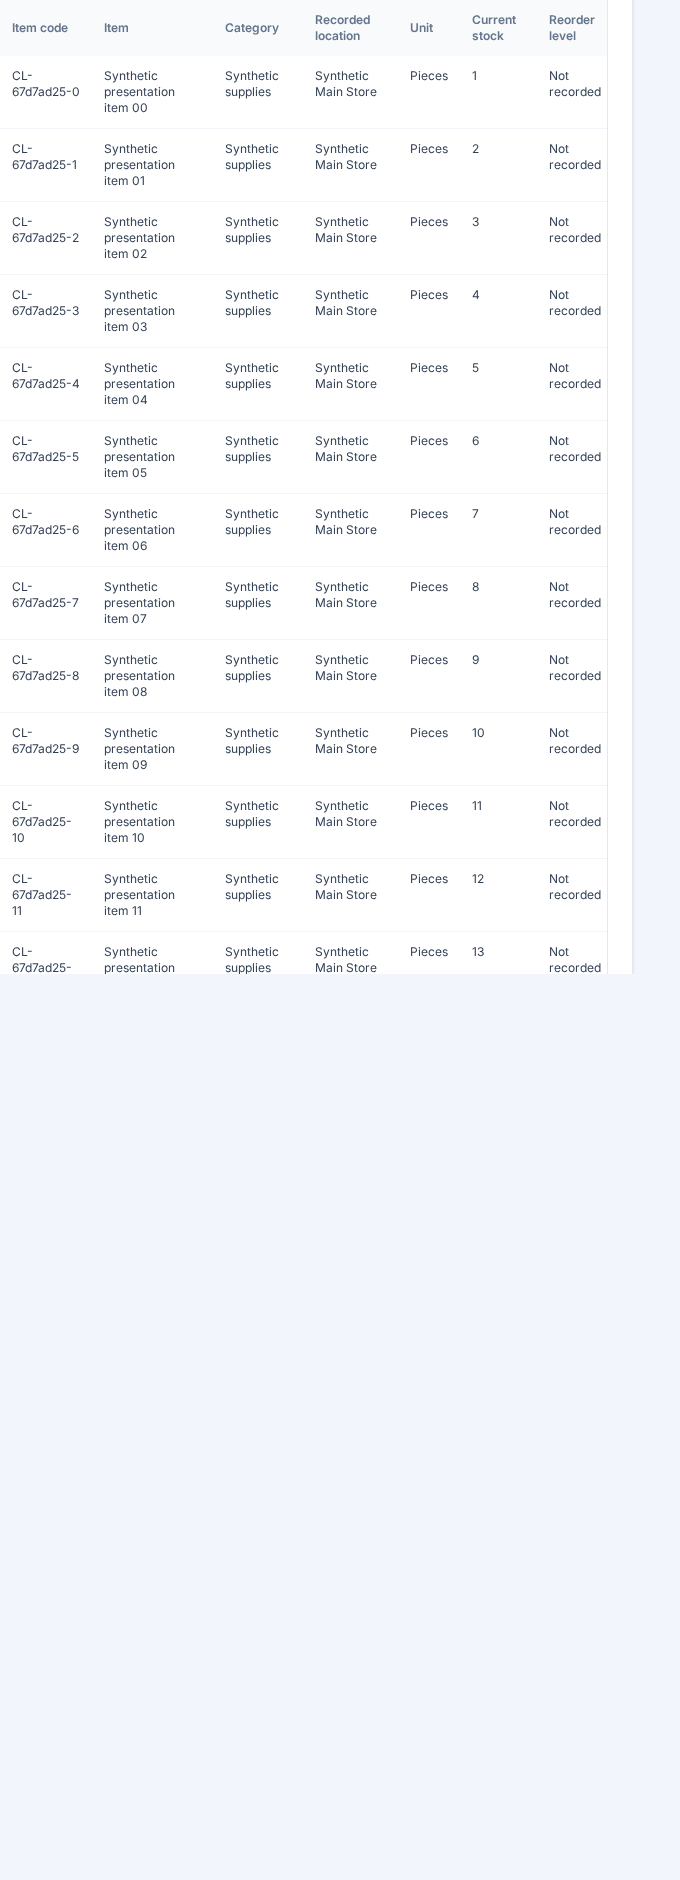 Item code Item Category Recorded location Unit Current stock Reorder level
CL-67d7ad25-0 Synthetic presentation item 00 Synthetic supplies Synthetic Main Store Pieces 1 Not recorded
CL-67d7ad25-1 Synthetic presentation item 01 Synthetic supplies Synthetic Main Store Pieces 2 Not recorded
CL-67d7ad25-2 Synthetic presentation item 02 Synthetic supplies Synthetic Main Store Pieces 3 Not recorded
CL-67d7ad25-3 Synthetic presentation item 03 Synthetic supplies Synthetic Main Store Pieces 4 Not recorded
CL-67d7ad25-4 Synthetic presentation item 04 Synthetic supplies Synthetic Main Store Pieces 5 Not recorded
CL-67d7ad25-5 Synthetic presentation item 05 Synthetic supplies Synthetic Main Store Pieces 6 Not recorded
CL-67d7ad25-6 Synthetic presentation item 06 Synthetic supplies Synthetic Main Store Pieces 7 Not recorded
CL-67d7ad25-7 Synthetic presentation item 07 Synthetic supplies Synthetic Main Store Pieces 8 Not recorded
CL-67d7ad25-8 Synthetic presentation item 08 Synthetic supplies Synthetic Main Store Pieces 9 Not recorded
CL-67d7ad25-9 Synthetic presentation item 09 Synthetic supplies Synthetic Main Store Pieces 10 Not recorded
CL-67d7ad25-10 Synthetic presentation item 10 Synthetic supplies Synthetic Main Store Pieces 11 Not recorded
CL-67d7ad25-11 Synthetic presentation item 11 Synthetic supplies Synthetic Main Store Pieces 12 Not recorded
CL-67d7ad25- Synthetic presentation Synthetic supplies Synthetic Main Store Pieces 13 Not recorded